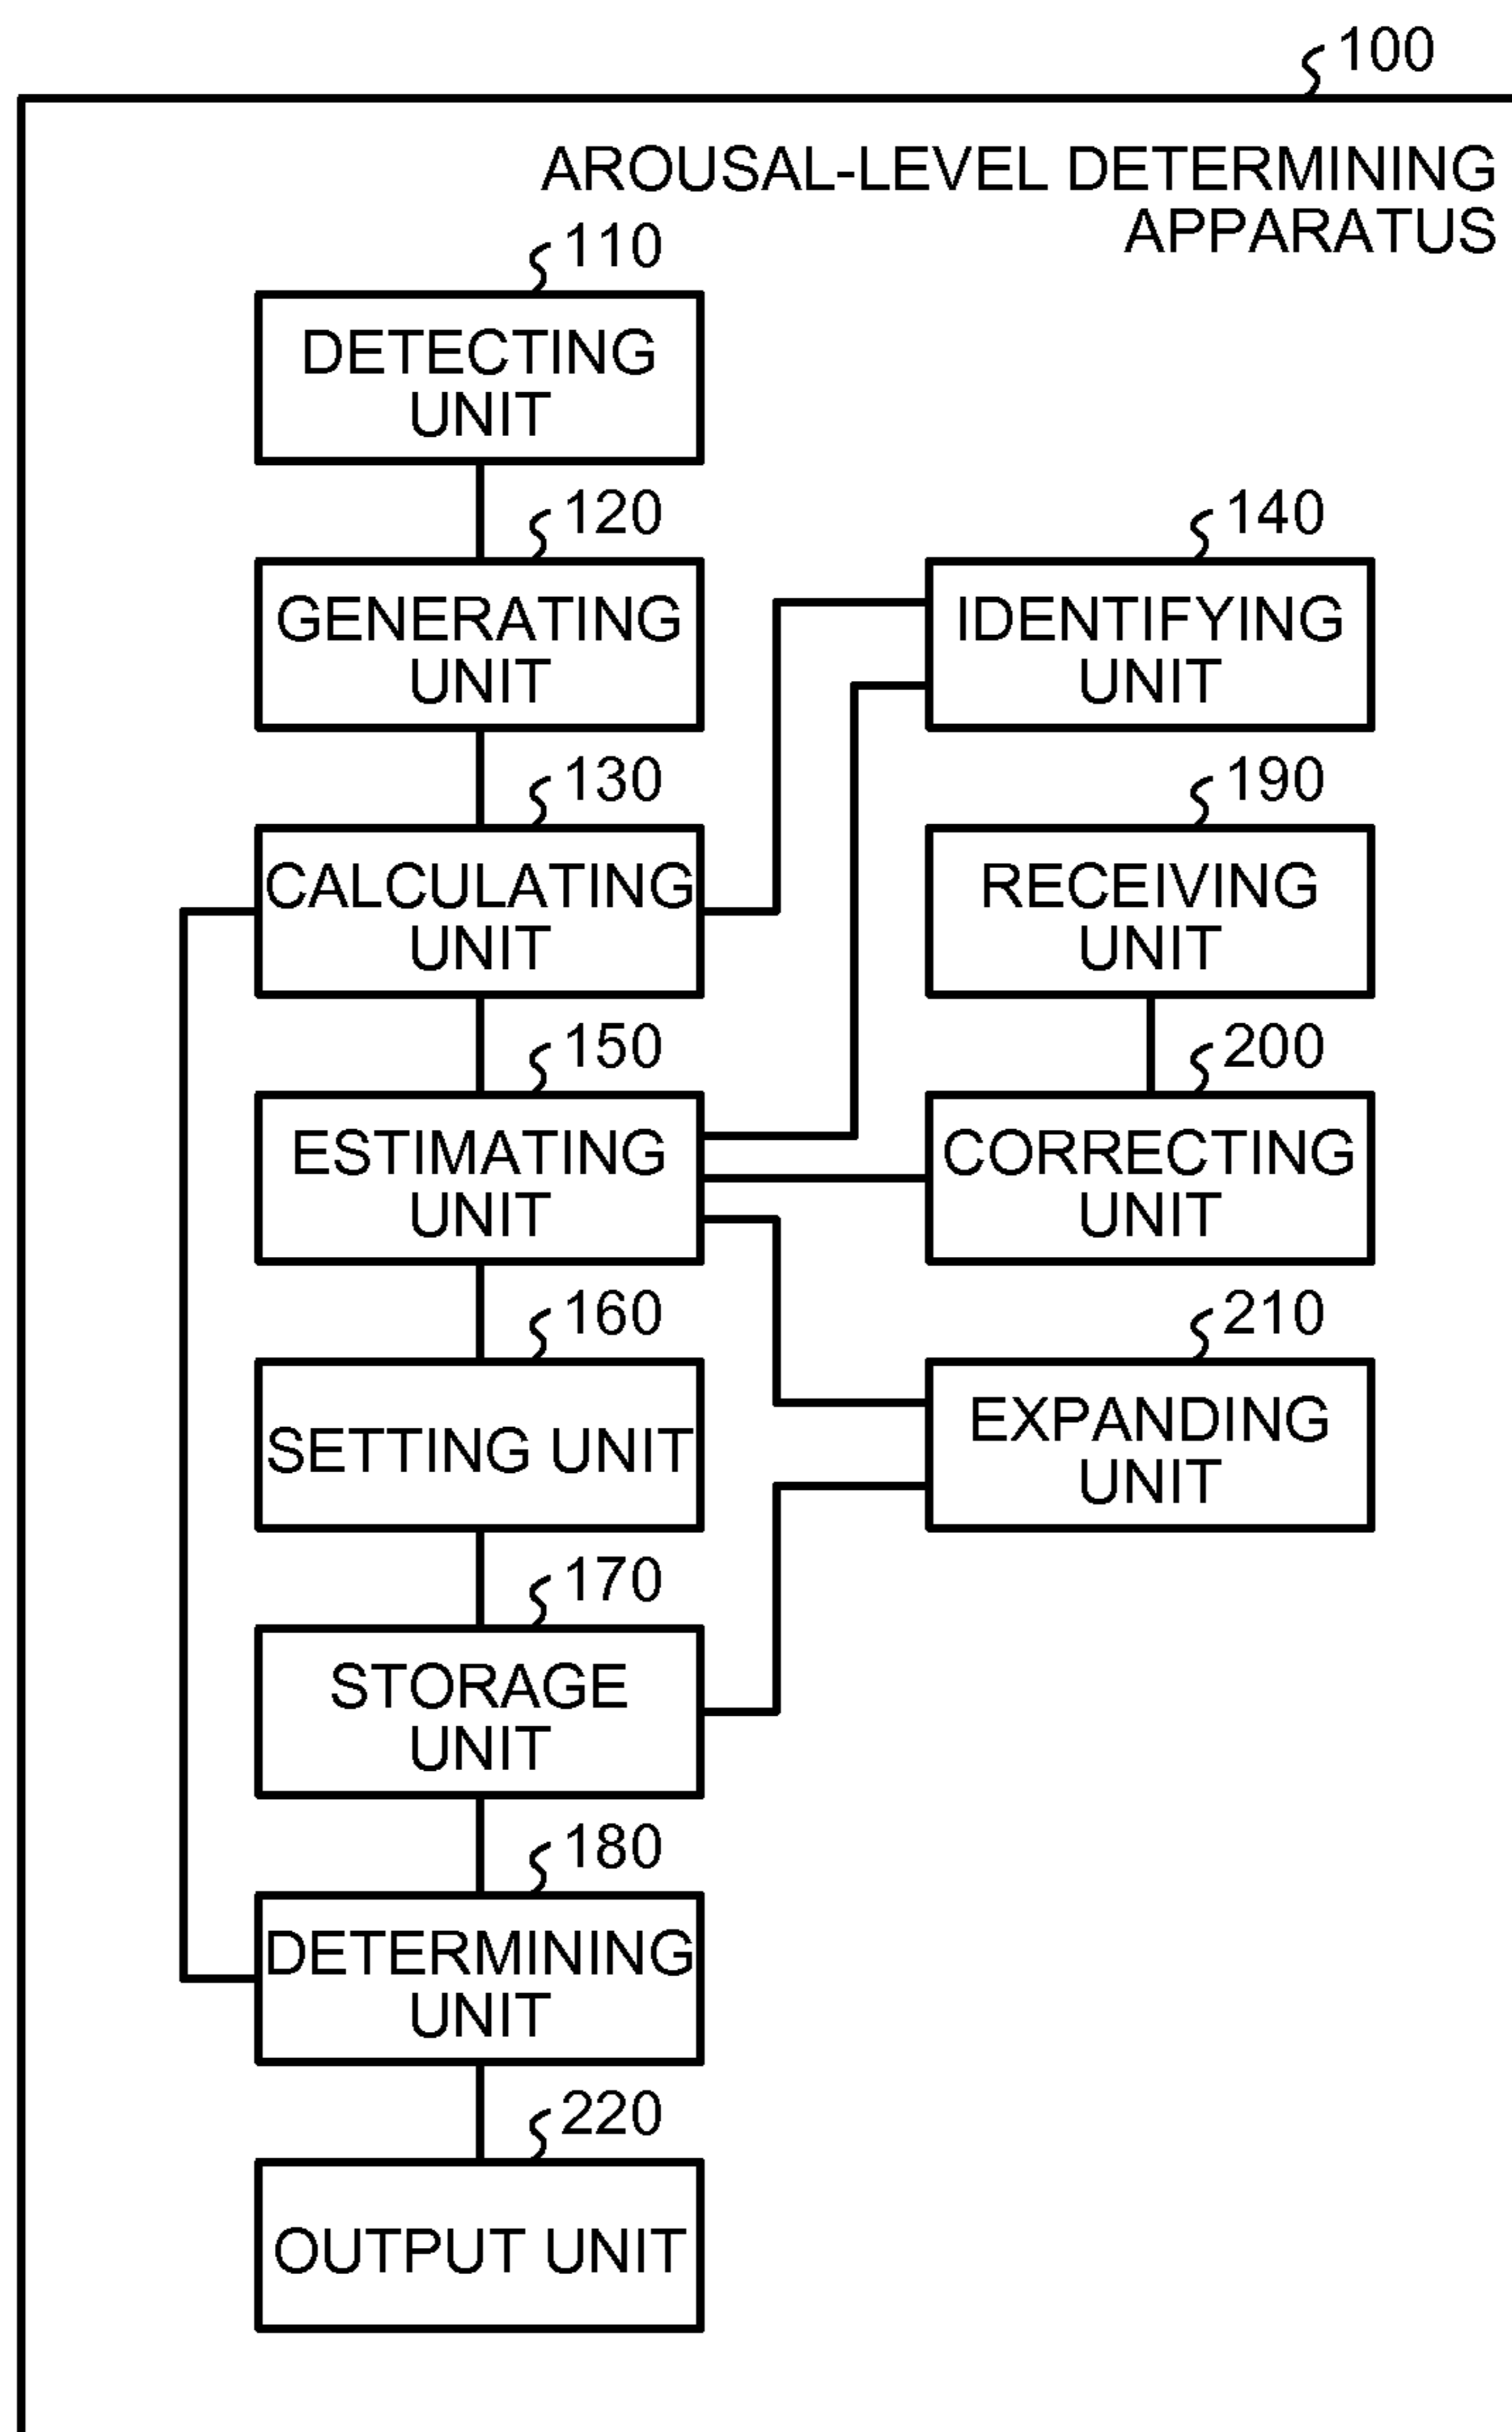 100
AROUSAL-LEVEL DETERMINING
APPARATUS
110
DETECTING
UNIT
120
GENERATING
UNIT
140
IDENTIFYING
UNIT
130
CALCULATING
UNIT
190
RECEIVING
UNIT
150
ESTIMATING
UNIT
200
CORRECTING
UNIT
160
SETTING UNIT
210
EXPANDING
UNIT
170
STORAGE
UNIT
180
DETERMINING
UNIT
220
OUTPUT UNIT